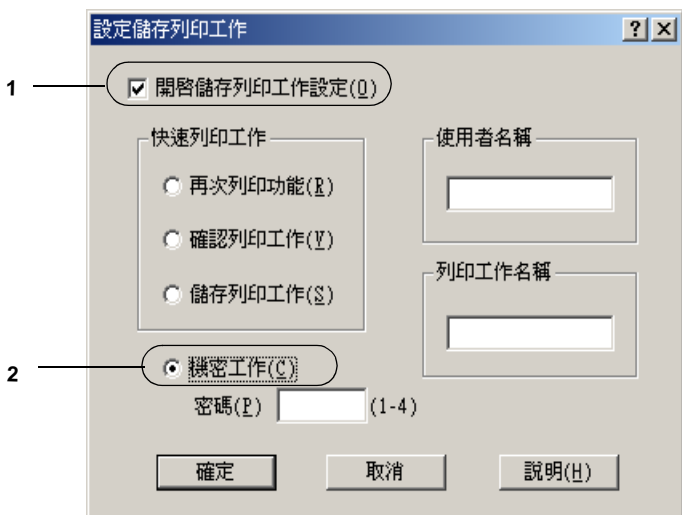 設定儲存列印工作
1
開啓儲存列印工作設定(O)
快速列印工作
再次列印功能(R)
確認列印工作(V)
儲存列印工作(S)
使用者名稱
列印工作名稱
2
機密工作(C)
密碼(P) (1-4)
確定 取消 說明(H)